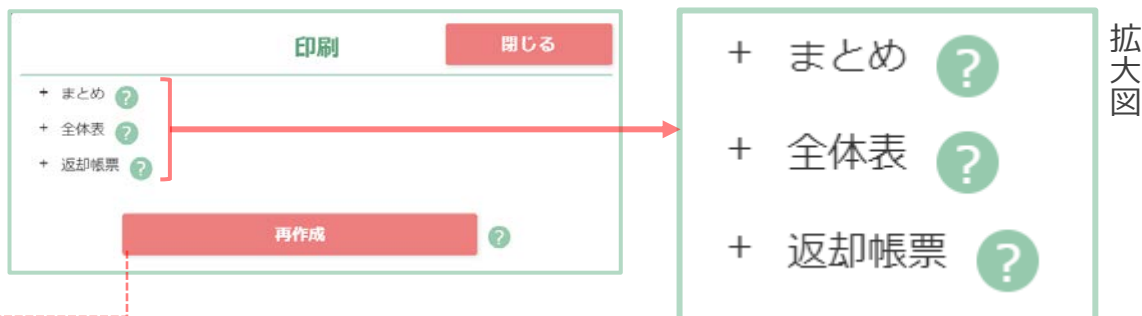 印刷
閉じる
+ まとめ ?
+ 全体表 ?
+ 返却帳票 ?
再作成 ?
+ まとめ ?
+ 全体表 ?
+ 返却帳票 ?
拡大図